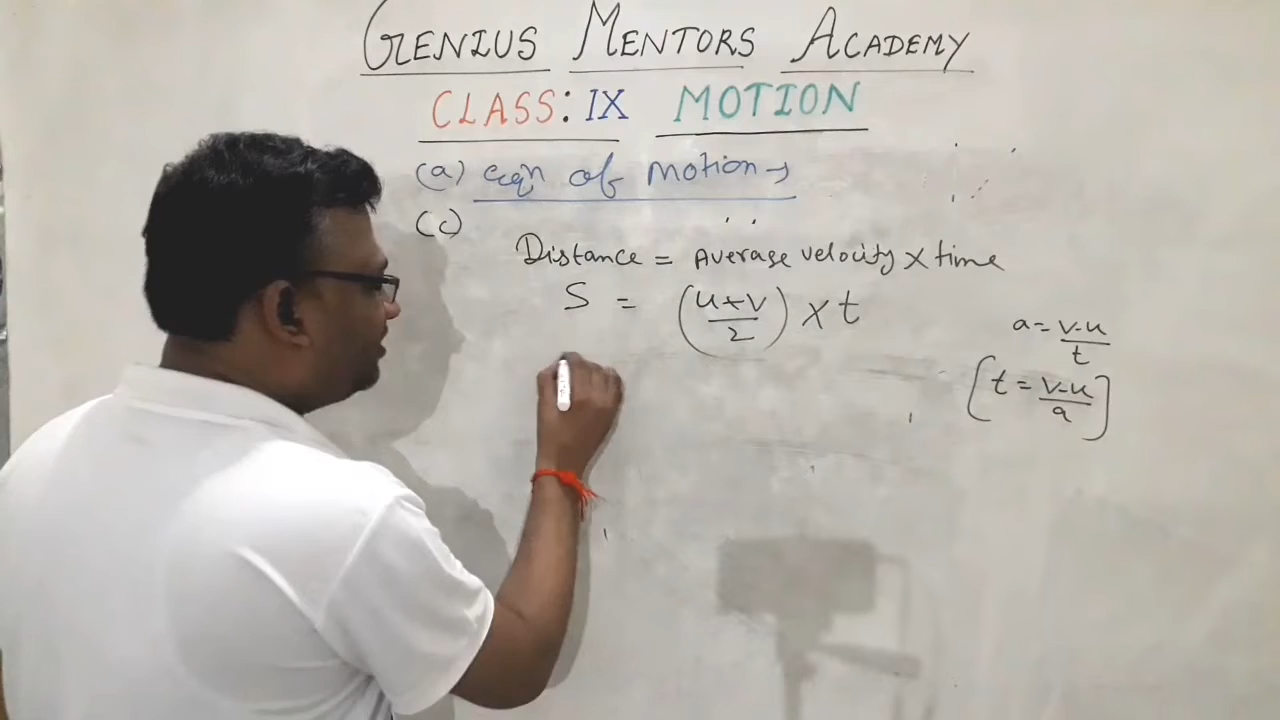 GENIUS MENTORS ACADEMY
CLASS: IX MOTION
(a) eqn of Motion→
(c)
Distance = Average velocity × time
S = (u+v/2) × t
a = v-u/t
[t = v-u/a]